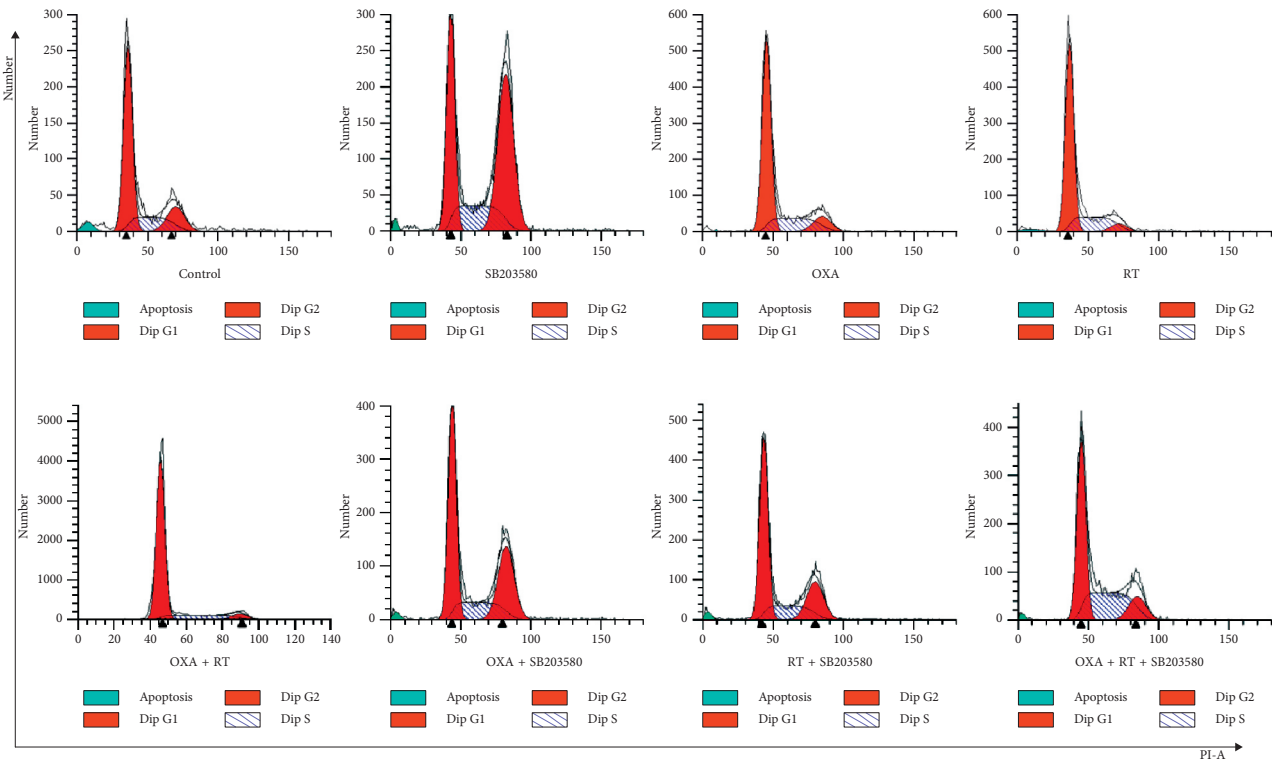 Number
300
250
200
150
100
50
0
Number
0 50 100 150
Control
Apoptosis Dip G2
Dip G1 Dip S
300
250
200
150
100
50
0
Number
0 50 100 150
SB203580
Apoptosis Dip G2
Dip G1 Dip S
600
500
400
300
200
100
0
Number
0 50 100 150
OXA
Apoptosis Dip G2
Dip G1 Dip S
600
500
400
300
200
100
0
Number
0 50 100 150
RT
Apoptosis Dip G2
Dip G1 Dip S
5000
4000
3000
2000
1000
0
Number
0 20 40 60 80 100 120 140
OXA + RT
Apoptosis Dip G2
Dip G1 Dip S
400
300
200
100
0
Number
0 50 100 150
OXA + SB203580
Apoptosis Dip G2
Dip G1 Dip S
500
400
300
200
100
0
Number
0 50 100 150
RT + SB203580
Apoptosis Dip G2
Dip G1 Dip S
400
300
200
100
0
Number
0 50 100 150
OXA + RT + SB203580
Apoptosis Dip G2
Dip G1 Dip S
PI-A